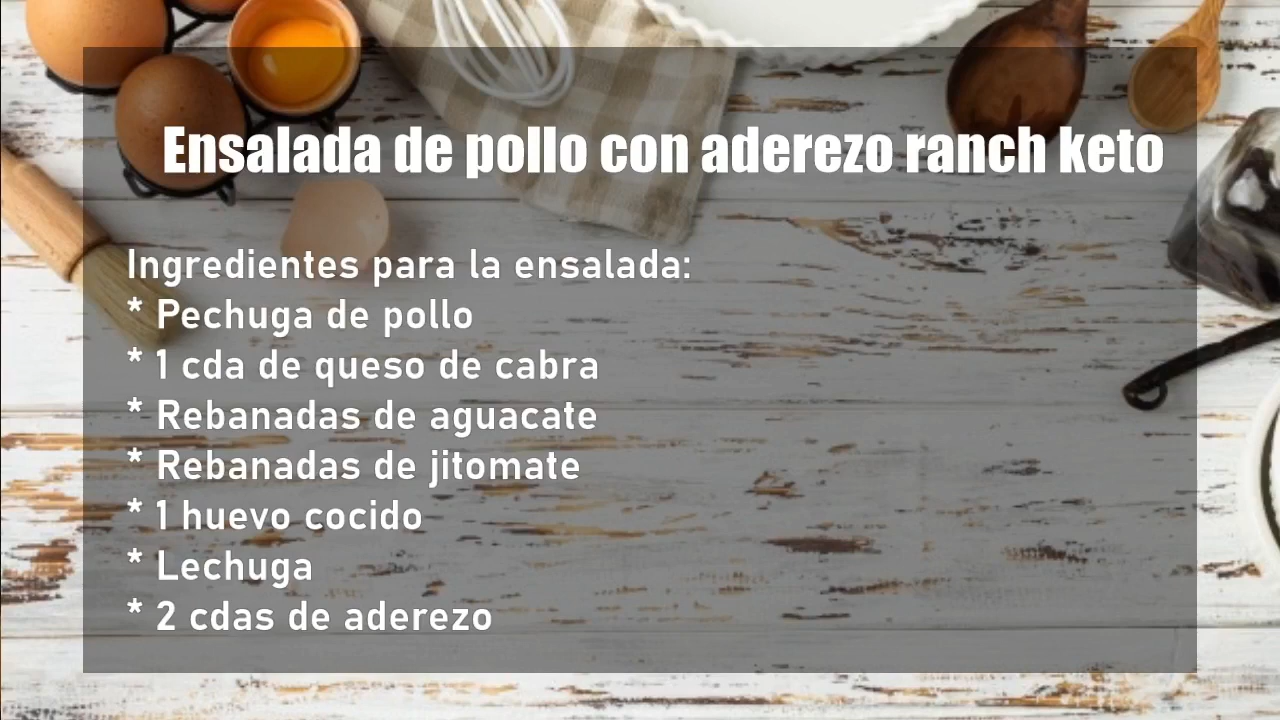 Ensalada de pollo con aderezo ranch keto
Ingredientes para la ensalada:
* Pechuga de pollo
* 1 cda de queso de cabra
* Rebanadas de aguacate
* Rebanadas de jitomate
* 1 huevo cocido
* Lechuga
* 2 cdas de aderezo